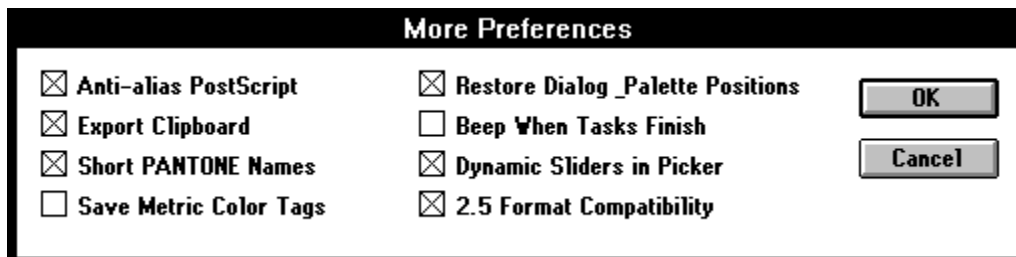 More Preferences
Anti-alias PostScript
Export Clipboard
Short PANTONE Names
Save Metric Color Tags
Restore Dialog _Palette Positions
Beep When Tasks Finish
Dynamic Sliders in Picker
2.5 Format Compatibility
OK
Cancel